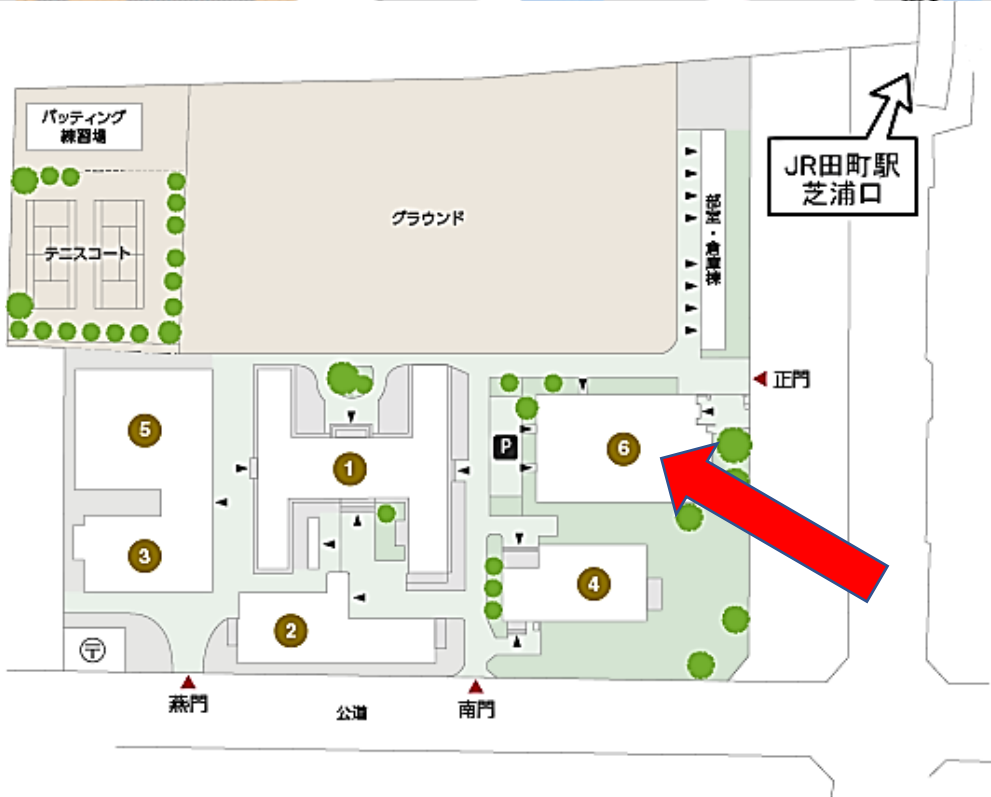 バッティング
練習場
JR田町駅
芝浦口
部室・倉庫棟
グラウンド
テニスコート
正門
5
1
P
6
3
4
2
〒
燕門
南門
公道